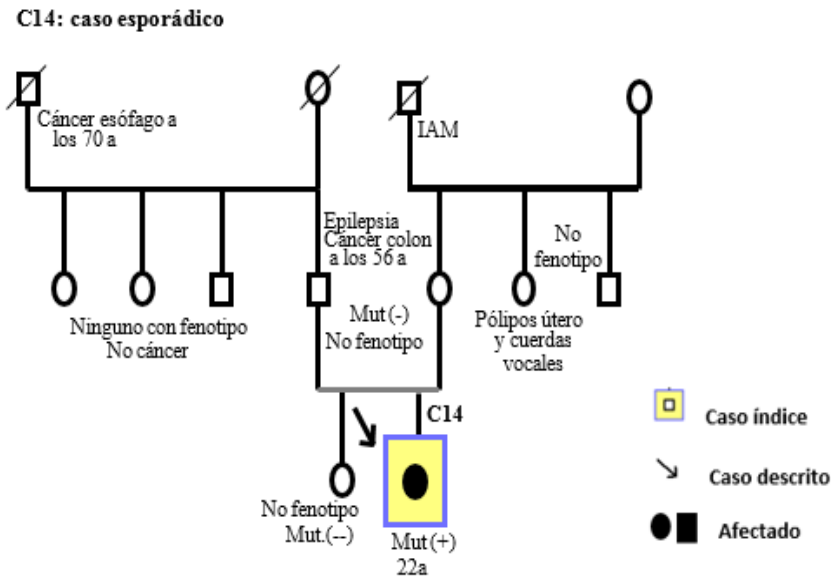 C14: caso esporádico
Cáncer esófago a
los 70 a
IAM
Epilepsia
Cáncer colon
a los 56 a
No
fenotipo
Ninguno con fenotipo
No cáncer
Mut (-)
No fenotipo
Pólipos útero
y cuerdas
vocales
C14
No fenotipo
Mut.(--)
Mut (+)
22a
Caso índice
Caso descrito
Afectado